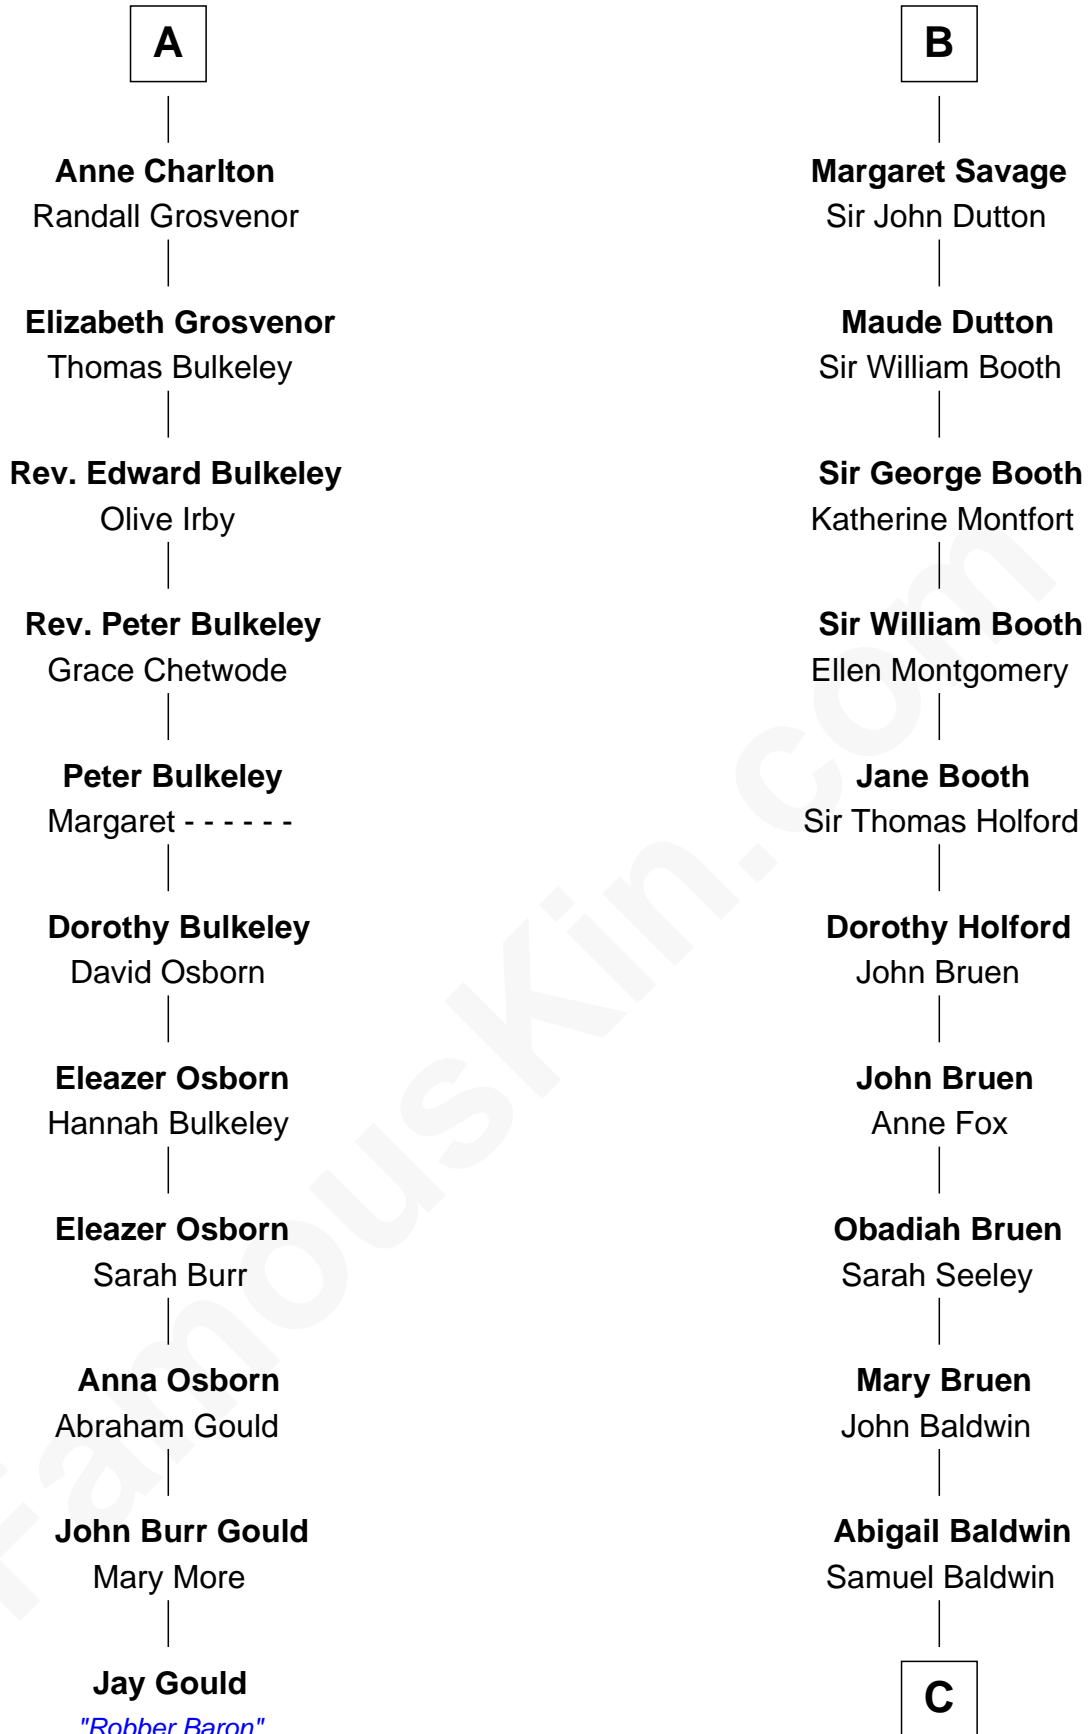 A
Anne Charlton
Randall Grosvenor
Elizabeth Grosvenor
Thomas Bulkeley
Rev. Edward Bulkeley
Olive Irby
Rev. Peter Bulkeley
Grace Chetwode
Peter Bulkeley
Margaret - - - - - -
Dorothy Bulkeley
David Osborn
Eleazer Osborn
Hannah Bulkeley
Eleazer Osborn
Sarah Burr
Anna Osborn
Abraham Gould
John Burr Gould
Mary More
Jay Gould
"Robber Baron"
B
Margaret Savage
Sir John Dutton
Maude Dutton
Sir William Booth
Sir George Booth
Katherine Montfort
Sir William Booth
Ellen Montgomery
Jane Booth
Sir Thomas Holford
Dorothy Holford
John Bruen
John Bruen
Anne Fox
Obadiah Bruen
Sarah Seeley
Mary Bruen
John Baldwin
Abigail Baldwin
Samuel Baldwin
C
FamousKin.com